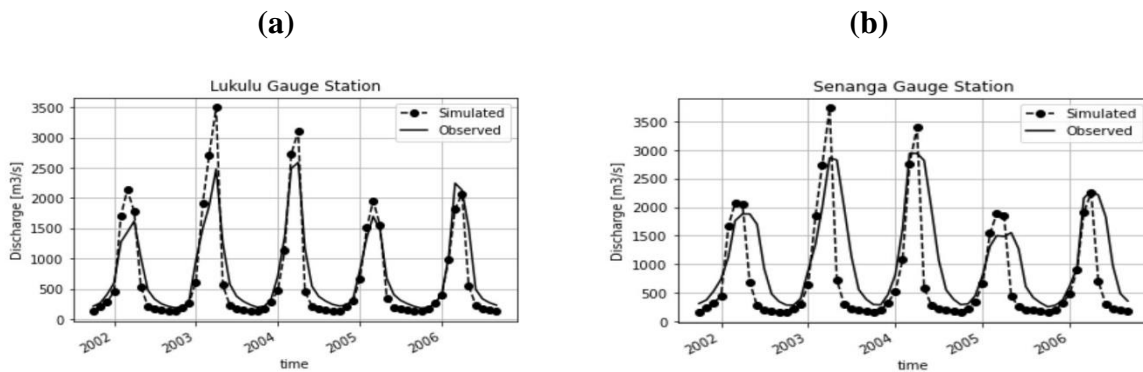 (a)
(b)
Lukulu Gauge Station
Simulated
Observed
3500
3000
2500
2000
1500
1000
500
0
Discharge [m3/s]
2002
2003
2004
2005
2006
time
Senanga Gauge Station
Simulated
Observed
3500
3000
2500
2000
1500
1000
500
0
Discharge [m3/s]
2002
2003
2004
2005
2006
time